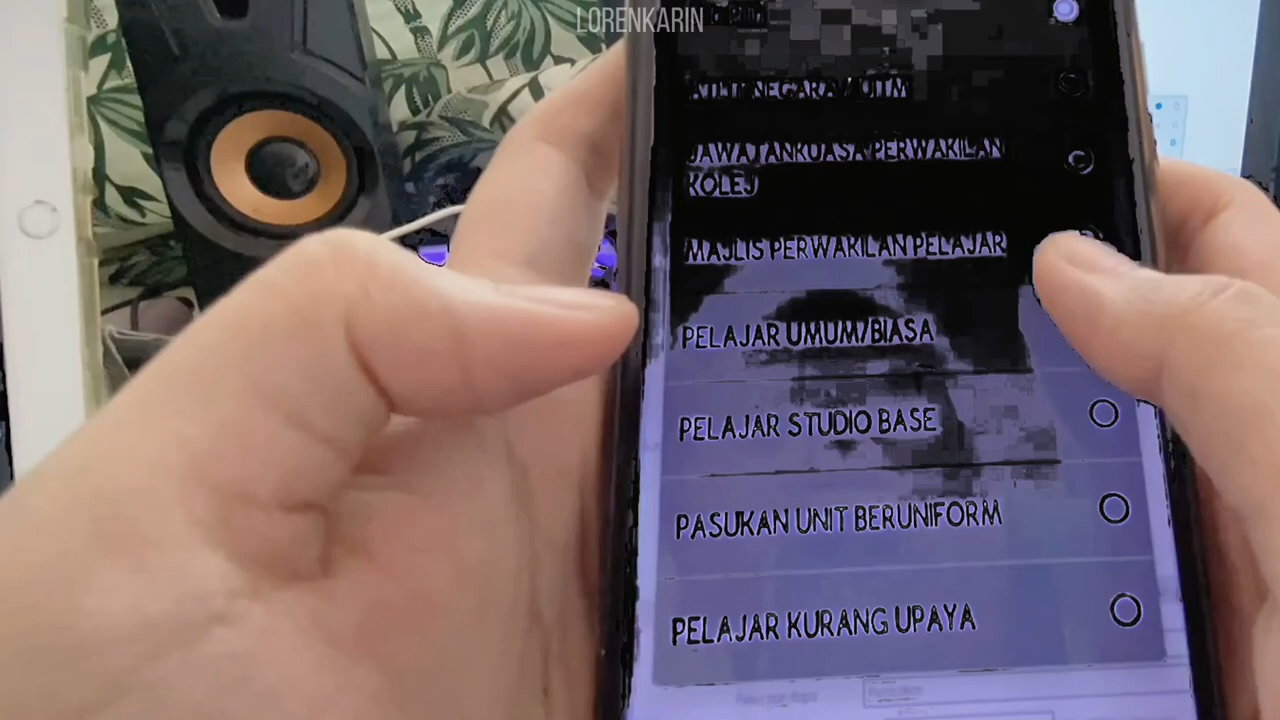 LORENKARIN
ATLIT NEGARA / UITM
JAWATANKUASA PERWAKILAN
KOLEJ
MAJLIS PERWAKILAN PELAJAR
PELAJAR UMUM/BIASA
PELAJAR STUDIO BASE
PASUKAN UNIT BERUNIFORM
PELAJAR KURANG UPAYA